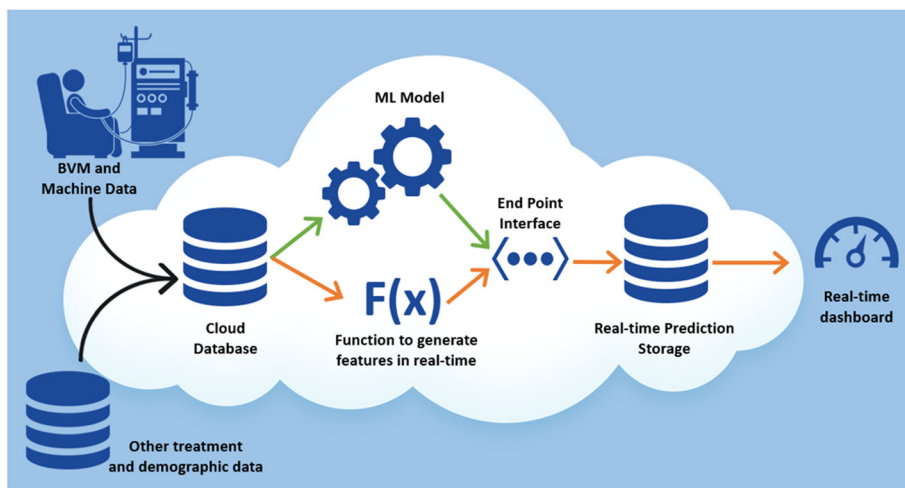 ML Model
BVM and
Machine Data
End Point
Interface
F(x)
Cloud
Database
Function to generate
features in real-time
Real-time Prediction
Storage
Real-time
dashboard
Other treatment
and demographic data